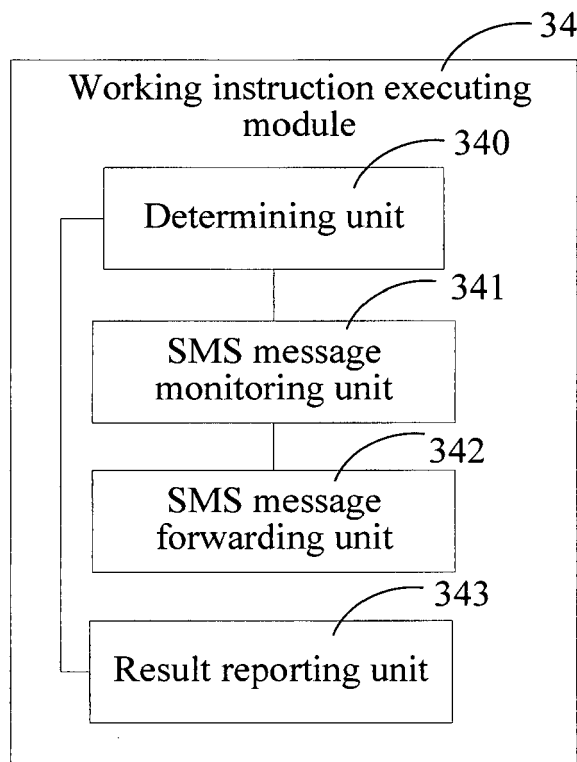 34
Working instruction executing
module
340
Determining unit
341
SMS message
monitoring unit
342
SMS message
forwarding unit
343
Result reporting unit